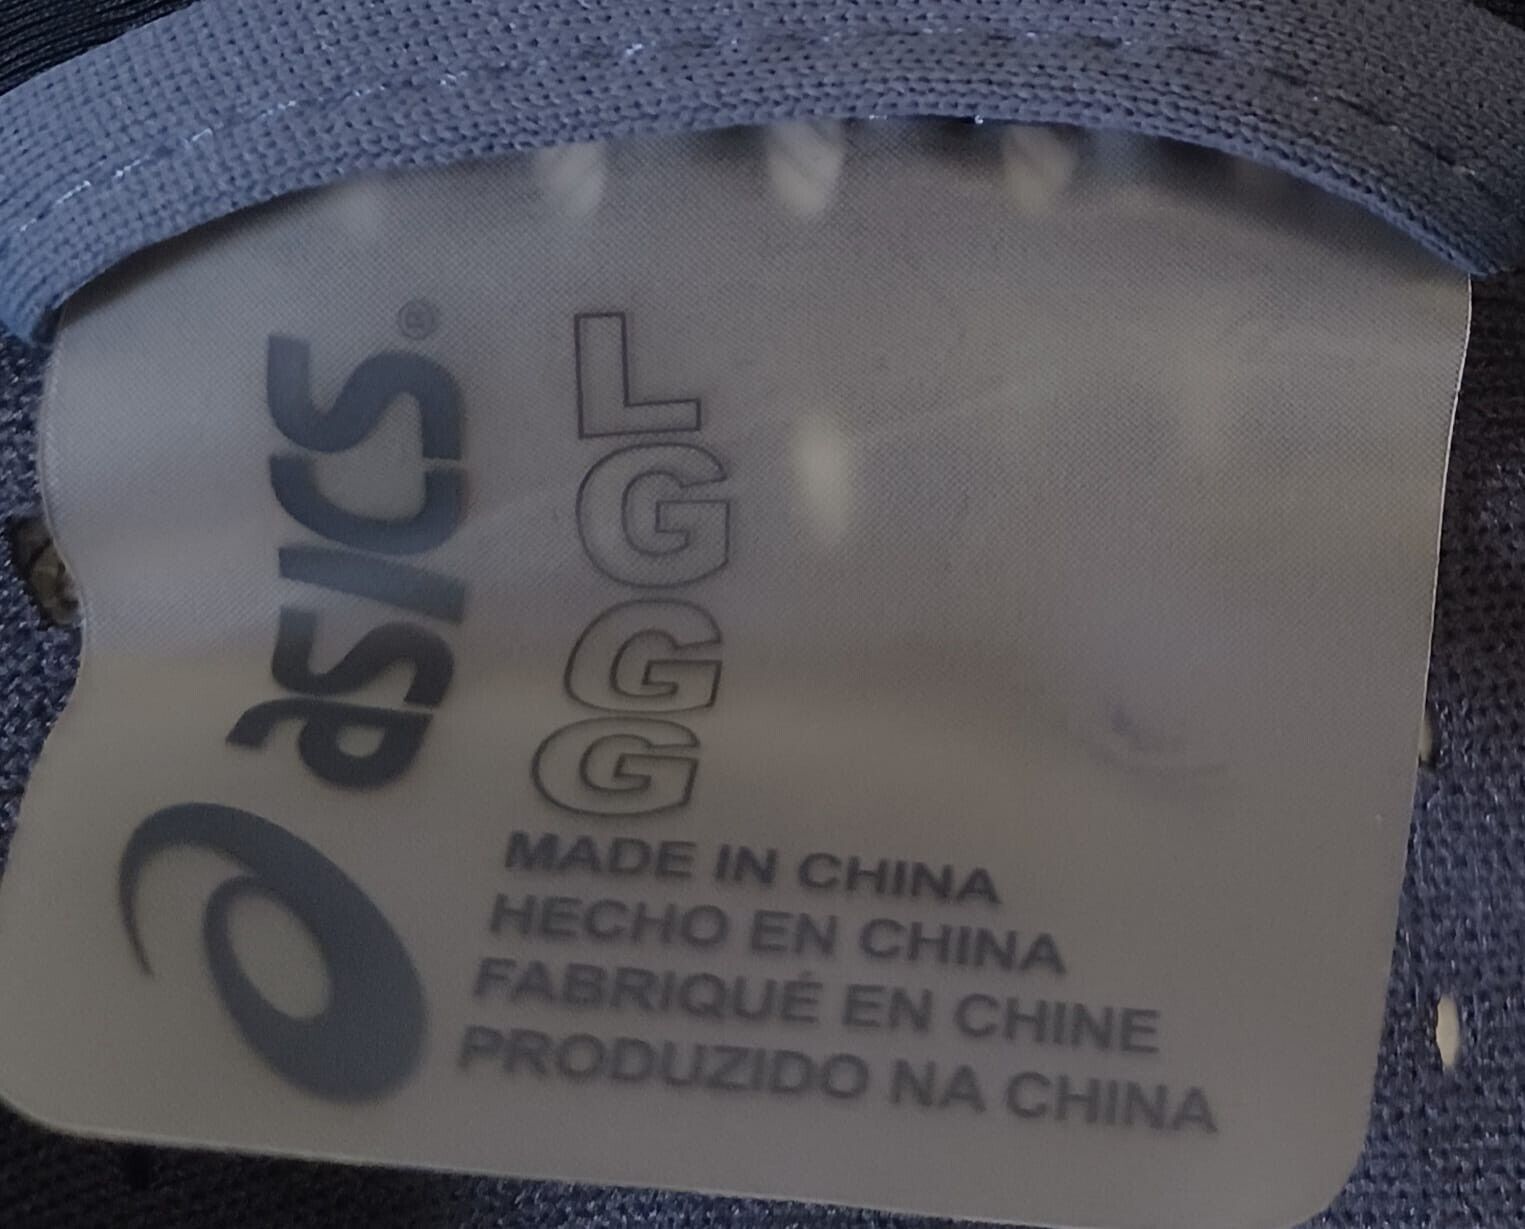 asics®
L
G
G
G
MADE IN CHINA
HECHO EN CHINA
FABRIQUÉ EN CHINE
PRODUZIDO NA CHINA